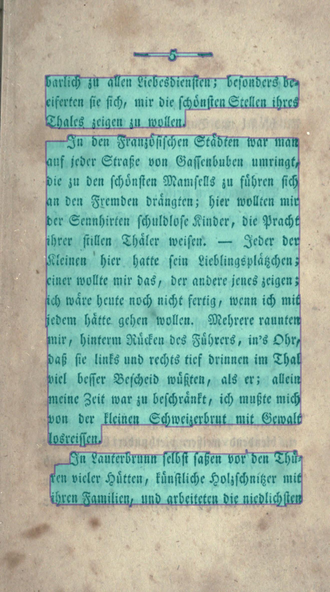 5
barlich zu allen Liebesdiensten; besonders be-
eiferten sie sich, mir die schönsten Stellen ihres
Thales zeigen zu wollen.
In den Französischen Städten war man
auf jeder Straße von Gassenbuben umringt,
die zu den schönsten Mamsells zu führen sich
an den Fremden drängten; hier wollten mir
der Sennhirten schuldlose Kinder, die Pracht
ihrer stillen Thäler weisen. — Jeder der
Kleinen hier hatte sein Lieblingsplätzchen;
einer wollte mir das, der andere jenes zeigen;
ich wäre heute noch nicht fertig, wenn ich mit
jedem hätte gehen wollen. Mehrere rannten
mir, hinterm Rücken des Führers, in's Ohr,
daß sie links und rechts tief drinnen im Thal
viel besser Bescheid wüßten, als er; allein
meine Zeit war zu beschränkt, ich mußte mich
von der kleinen Schweizerbrut mit Gewalt
losreissen.
In Lauterbrunn selbst saßen vor den Thü-
ren vieler Hütten, künstliche Holzschnitzer mit
ihren Familien, und arbeiteten die niedlichsten